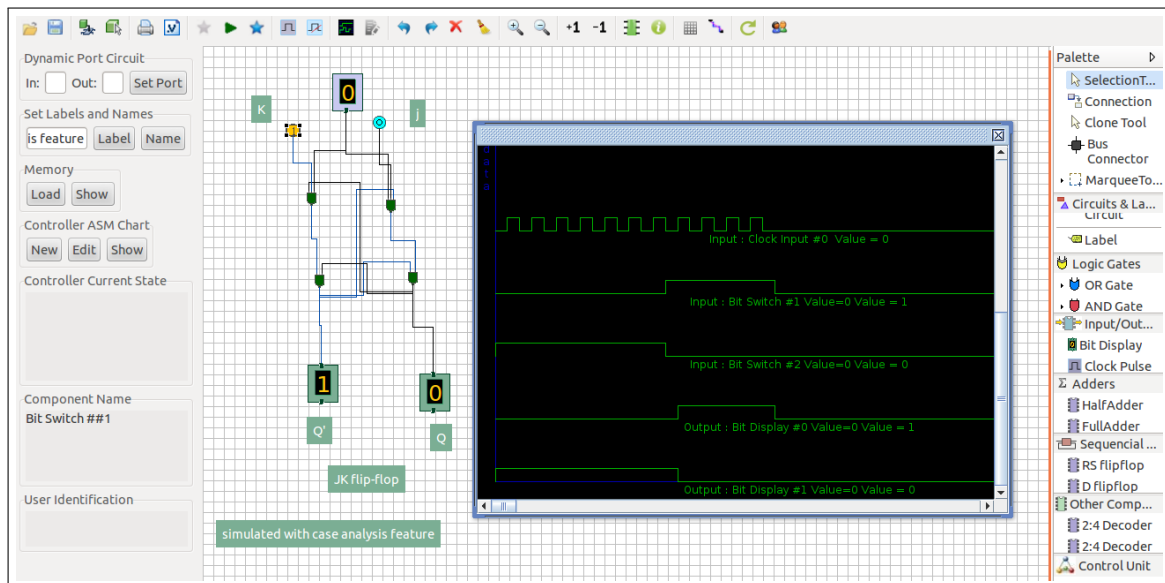 +1 -1
Dynamic Port Circuit
In: Out: Set Port
Set Labels and Names
is feature Label Name
Memory
Load Show
Controller ASM Chart
New Edit Show
Controller Current State
Component Name
Bit Switch ##1
User Identification
K
0
j
1
1
0
Q'
Q
JK flip-flop
simulated with case analysis feature
Input : Clock Input #0 Value = 0
Input : Bit Switch #1 Value=0 Value = 1
Input : Bit Switch #2 Value=0 Value = 0
Output : Bit Display #0 Value=0 Value = 1
Output : Bit Display #1 Value=0 Value = 0
Palette
SelectionT...
Connection
Clone Tool
Bus
Connector
MarqueeTo...
Circuits & La...
Circuit
Label
Logic Gates
OR Gate
AND Gate
Input/Out...
Bit Display
Clock Pulse
Σ Adders
HalfAdder
FullAdder
Sequencial ...
RS flipflop
D flipflop
Other Comp...
2:4 Decoder
2:4 Decoder
Control Unit